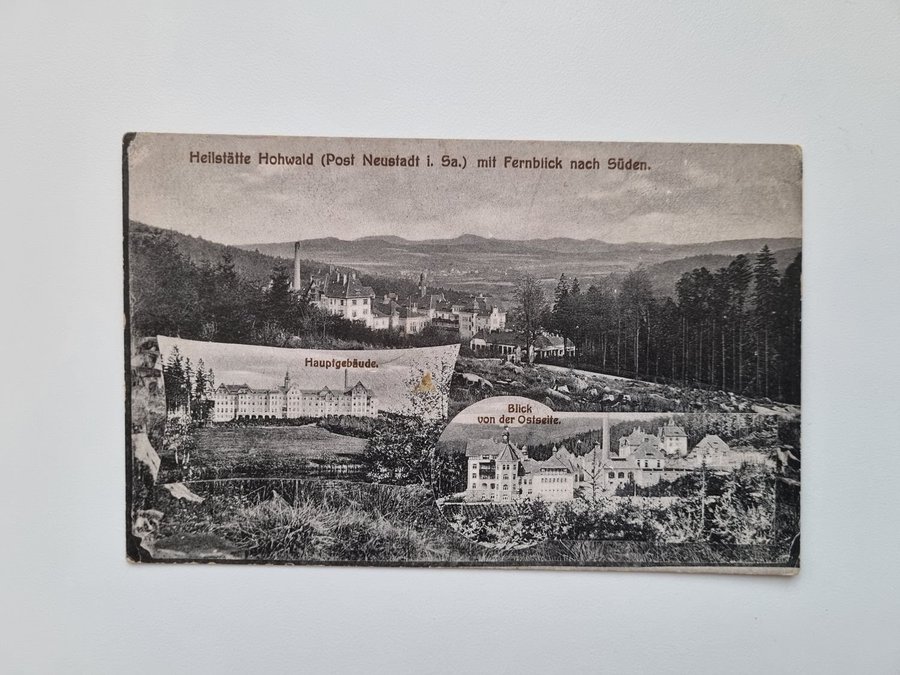 Heilstätte Hohwald (Post Neustadt i. Sa.) mit Fernblick nach Süden.
Hauptgebäude.
Blick
von der Ostseite.